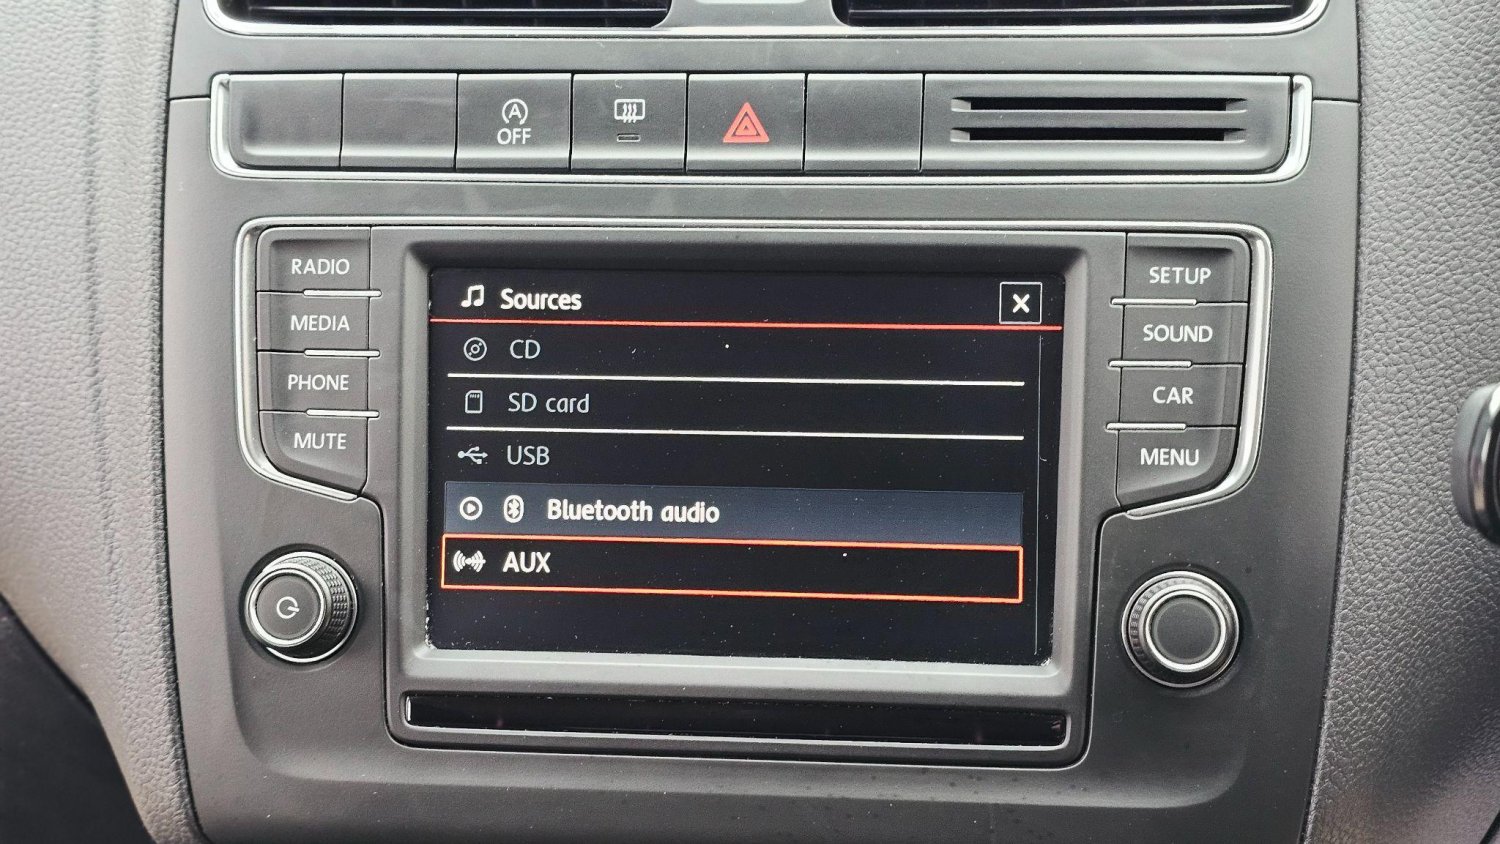 A
OFF
RADIO
MEDIA
PHONE
MUTE
Sources
CD
SD card
USB
Bluetooth audio
AUX
SETUP
SOUND
CAR
MENU